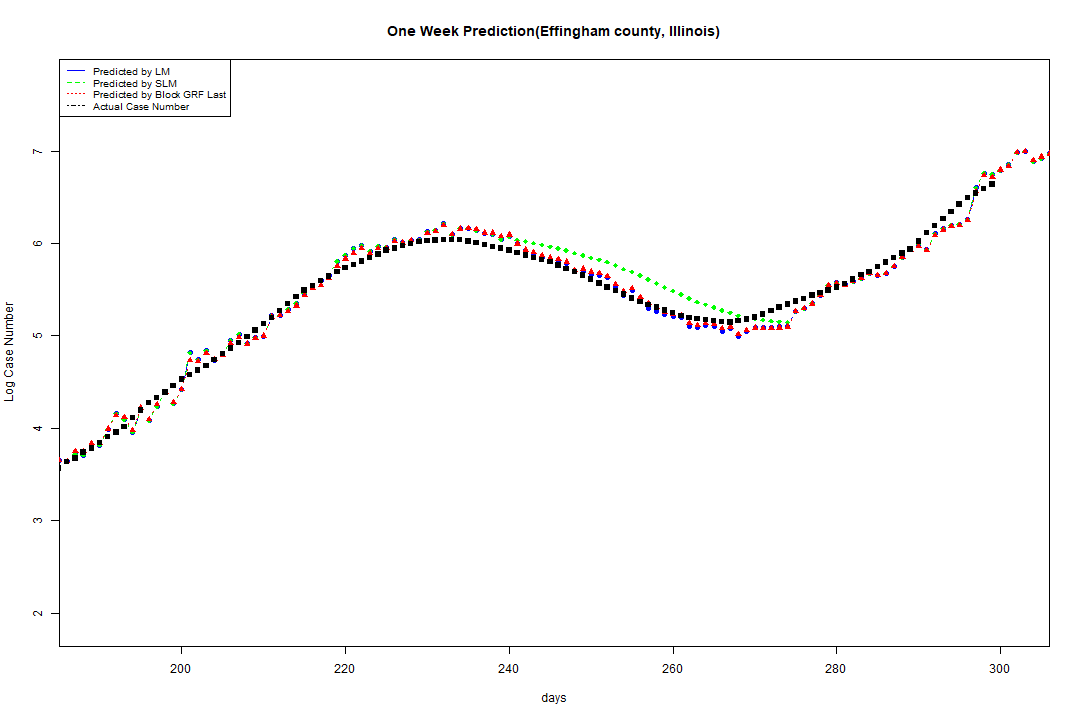 One Week Prediction(Effingham county, Illinois)
Predicted by LM
Predicted by SLM
Predicted by Block GRF Last
Actual Case Number
7
6
5
4
3
2
Log Case Number
200 220 240 260 280 300
days